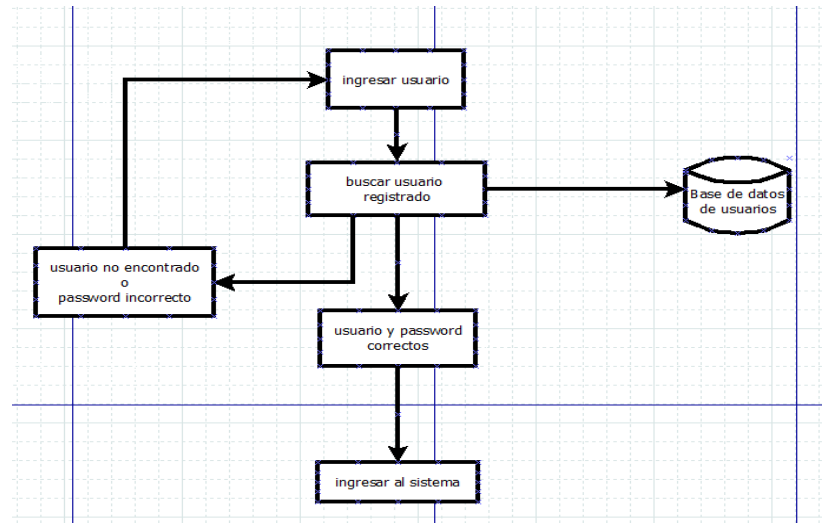 ingresar usuario
buscar usuario
registrado
Base de datos
de usuarios
usuario no encontrado
o
password incorrecto
usuario y password
correctos
ingresar al sistema